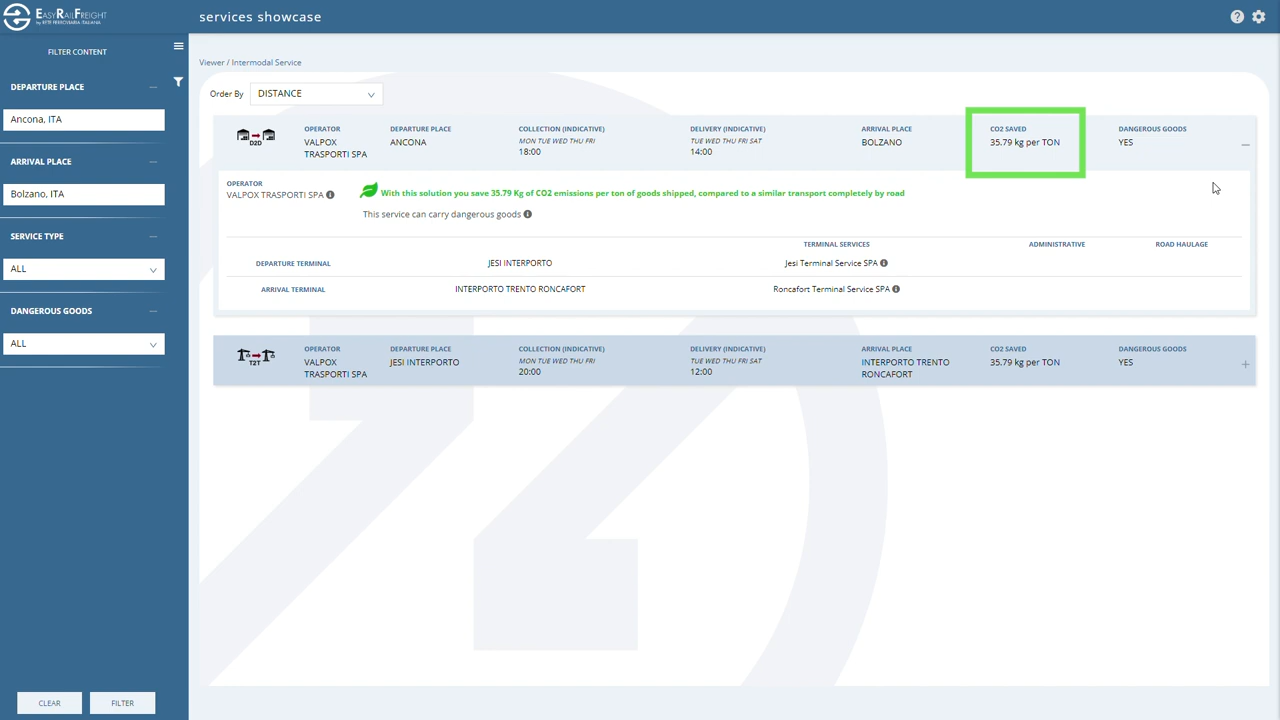 EASYRAILFREIGHT
by RETE FERROVIARIA ITALIANA
services showcase
FILTER CONTENT
DEPARTURE PLACE
Ancona, ITA
ARRIVAL PLACE
Bolzano, ITA
SERVICE TYPE
ALL
DANGEROUS GOODS
ALL
CLEAR FILTER
Viewer / Intermodal Service
Order By DISTANCE
OPERATOR DEPARTURE PLACE COLLECTION (INDICATIVE) DELIVERY (INDICATIVE) ARRIVAL PLACE CO2 SAVED DANGEROUS GOODS
D2D VALPOX ANCONA MON TUE WED THU FRI TUE WED THU FRI SAT BOLZANO 35.79 kg per TON YES
TRASPORTI SPA 18:00 14:00
OPERATOR
VALPOX TRASPORTI SPA
With this solution you save 35.79 Kg of CO2 emissions per ton of goods shipped, compared to a similar transport completely by road
This service can carry dangerous goods
TERMINAL SERVICES ADMINISTRATIVE ROAD HAULAGE
DEPARTURE TERMINAL JESI INTERPORTO Jesi Terminal Service SPA
ARRIVAL TERMINAL INTERPORTO TRENTO RONCAFORT Roncafort Terminal Service SPA
OPERATOR DEPARTURE PLACE COLLECTION (INDICATIVE) DELIVERY (INDICATIVE) ARRIVAL PLACE CO2 SAVED DANGEROUS GOODS
T2T VALPOX JESI INTERPORTO MON TUE WED THU FRI TUE WED THU FRI SAT INTERPORTO TRENTO 35.79 kg per TON YES
TRASPORTI SPA 20:00 12:00 RONCAFORT